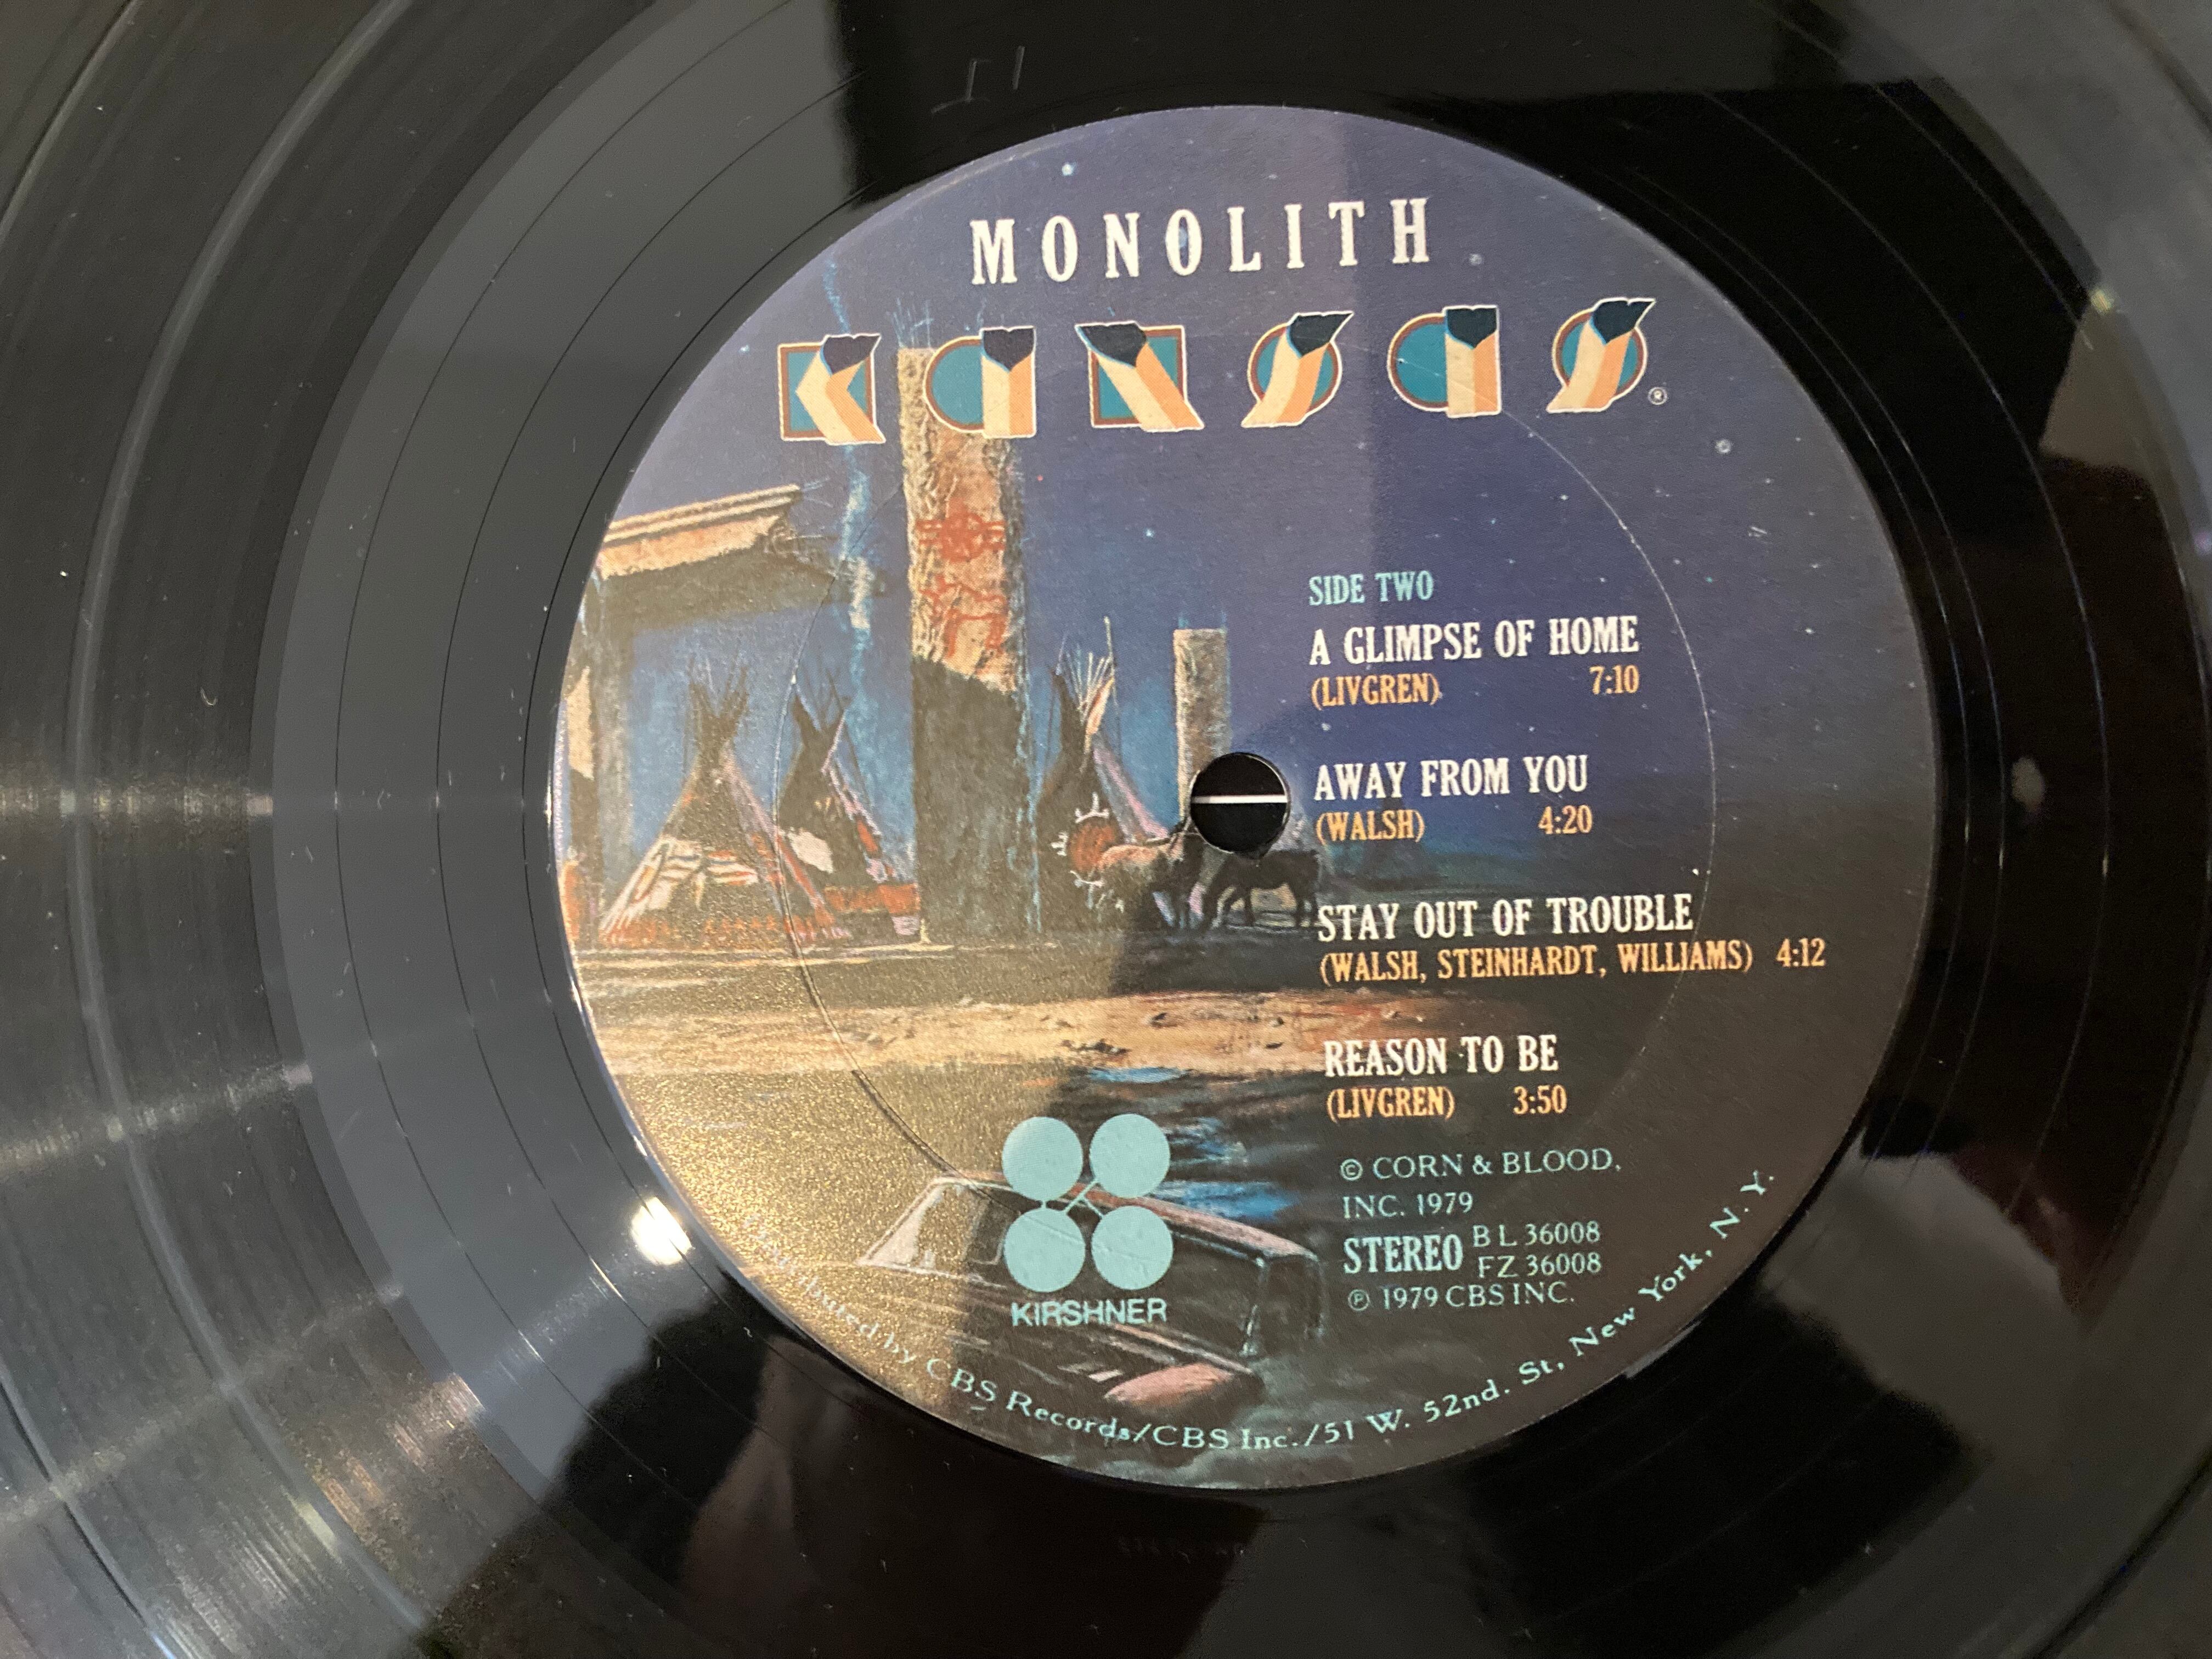 MONOLITH
KANSAS®
SIDE TWO
A GLIMPSE OF HOME
(LIVGREN) 7:10
AWAY FROM YOU
(WALSH) 4:20
STAY OUT OF TROUBLE
(WALSH, STEINHARDT, WILLIAMS) 4:12
REASON TO BE
(LIVGREN) 3:50
© CORN & BLOOD,
INC. 1979
STEREO BL 36008
FZ 36008
℗ 1979 CBS INC.
KIRSHNER
by CBS Records/CBS Inc./51 W. 52nd. St, New York, N.Y.